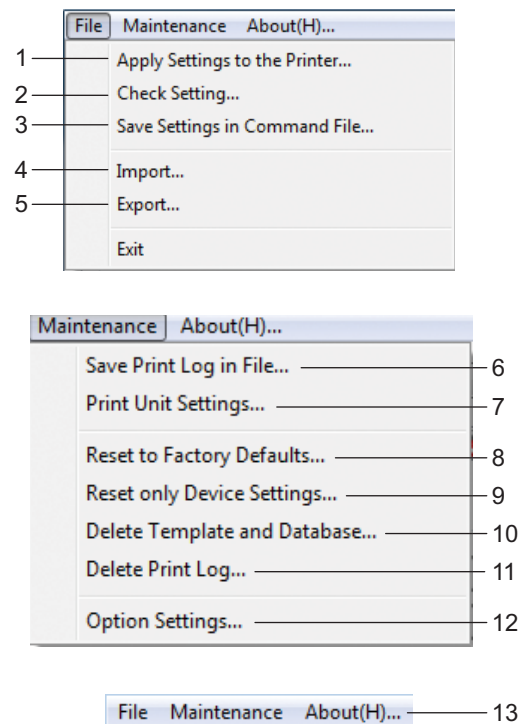 File Maintenance About(H)...
1 Apply Settings to the Printer...
2 Check Setting...
3 Save Settings in Command File...
4 Import...
5 Export...
Exit
Maintenance About(H)...
Save Print Log in File... 6
Print Unit Settings... 7
Reset to Factory Defaults... 8
Reset only Device Settings... 9
Delete Template and Database... 10
Delete Print Log... 11
Option Settings... 12
File Maintenance About(H)... 13